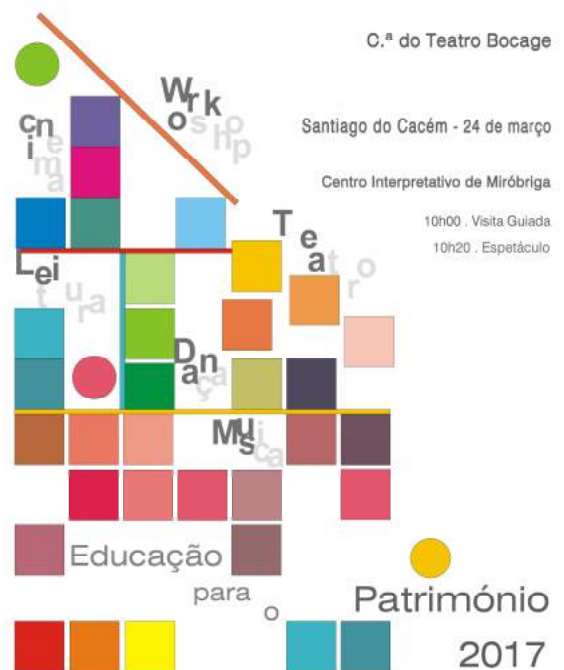 C.ª do Teatro Bocage
Workshop
cinema
Santiago do Cacém - 24 de março
Centro Interpretativo de Miróbriga
10h00 . Visita Guiada
10h20 . Espetáculo
Teatro
Leitura
Dança
Música
Educação
para
o
Património
2017